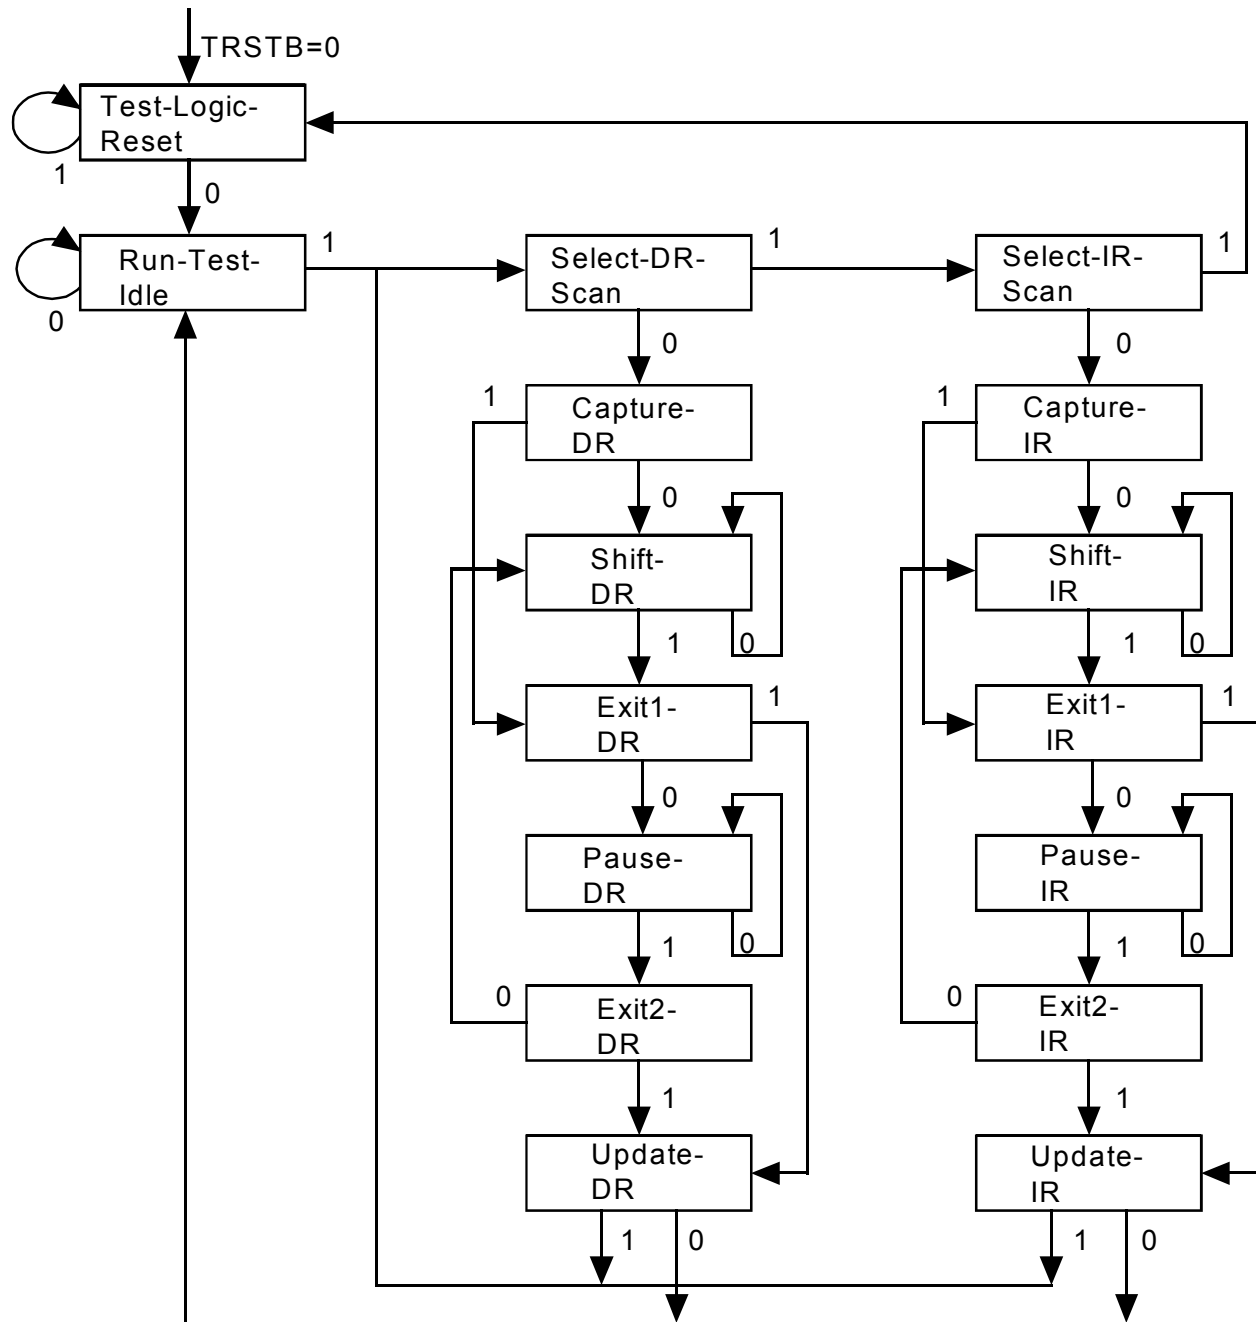 TRSTB=0
Test-Logic-
Reset
1
0
Run-Test-
Idle
1
0
Select-DR-
Scan
1
0
Select-IR-
Scan
1
0
Capture-
DR
1
0
Capture-
IR
1
0
Shift-
DR
1
0
Shift-
IR
1
0
Exit1-
DR
1
0
Exit1-
IR
1
0
Pause-
DR
1
0
Pause-
IR
1
0
Exit2-
DR
0
1
Exit2-
IR
0
1
Update-
DR
1
0
Update-
IR
1
0